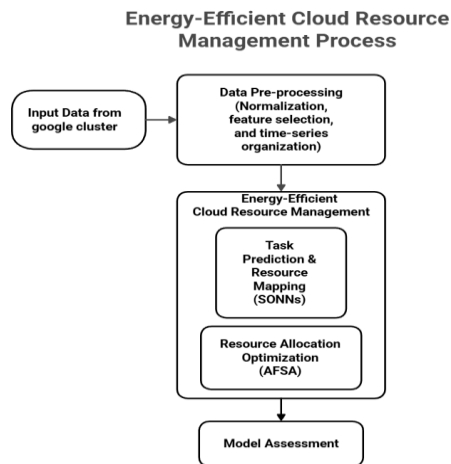 Energy-Efficient Cloud Resource
Management Process
Input Data from
google cluster
Data Pre-processing
(Normalization,
feature selection,
and time-series
organization)
Energy-Efficient
Cloud Resource Management
Task
Prediction &
Resource
Mapping
(SONNs)
Resource Allocation
Optimization
(AFSA)
Model Assessment